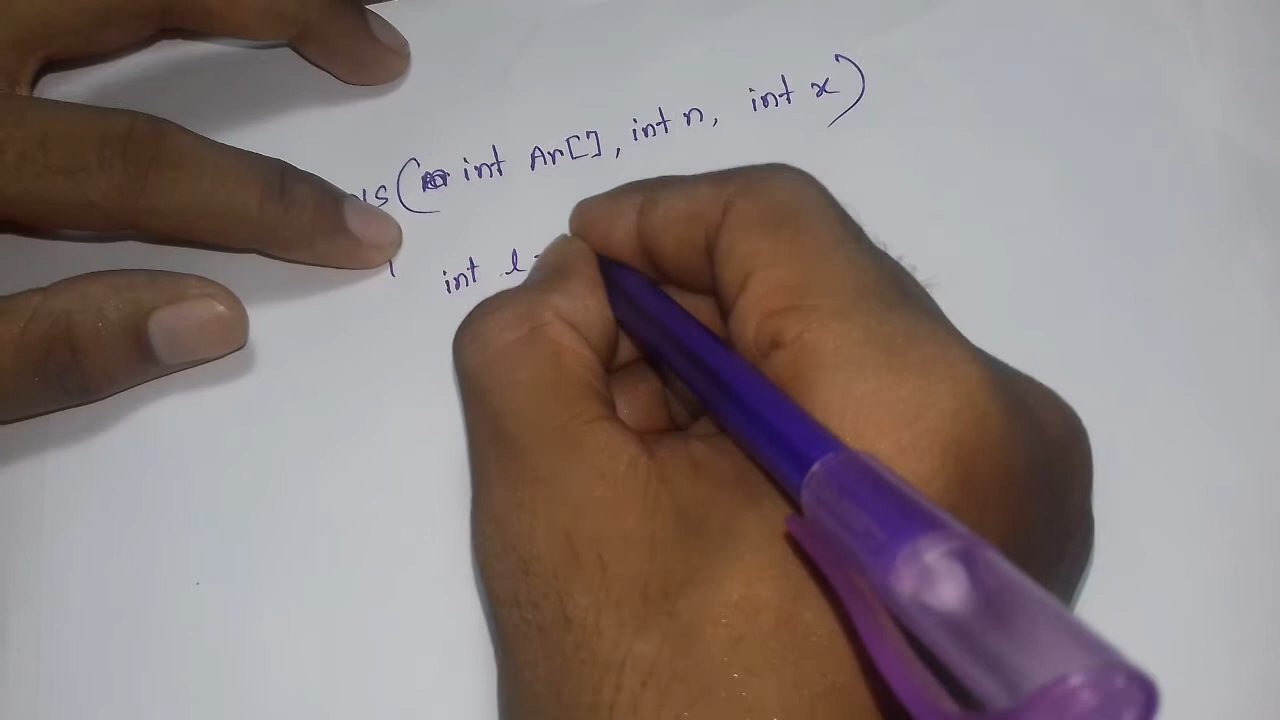 ( int Ar[], int n, int x)
int l